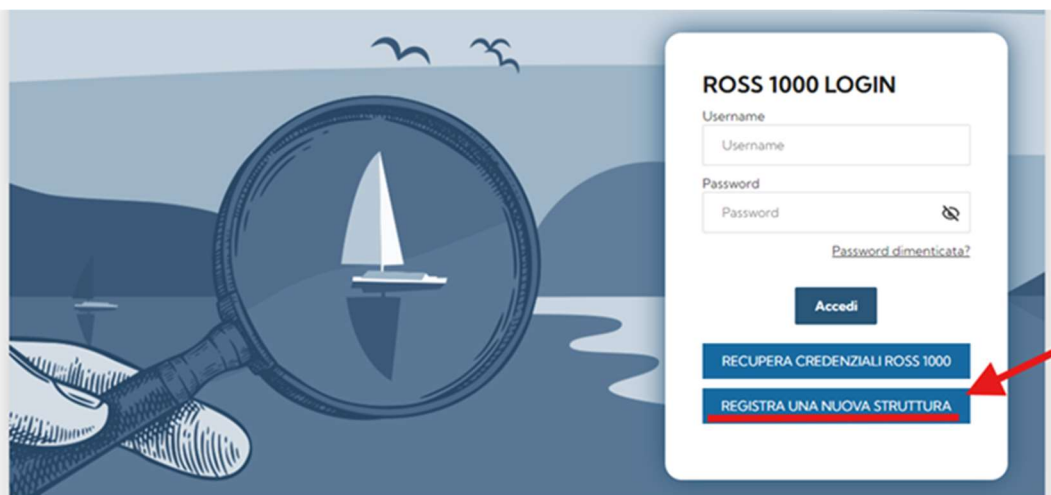 ROSS 1000 LOGIN
Username
Username
Password
Password
Password dimenticata?
Accedi
RECUPERA CREDENZIALI ROSS 1000
REGISTRA UNA NUOVA STRUTTURA